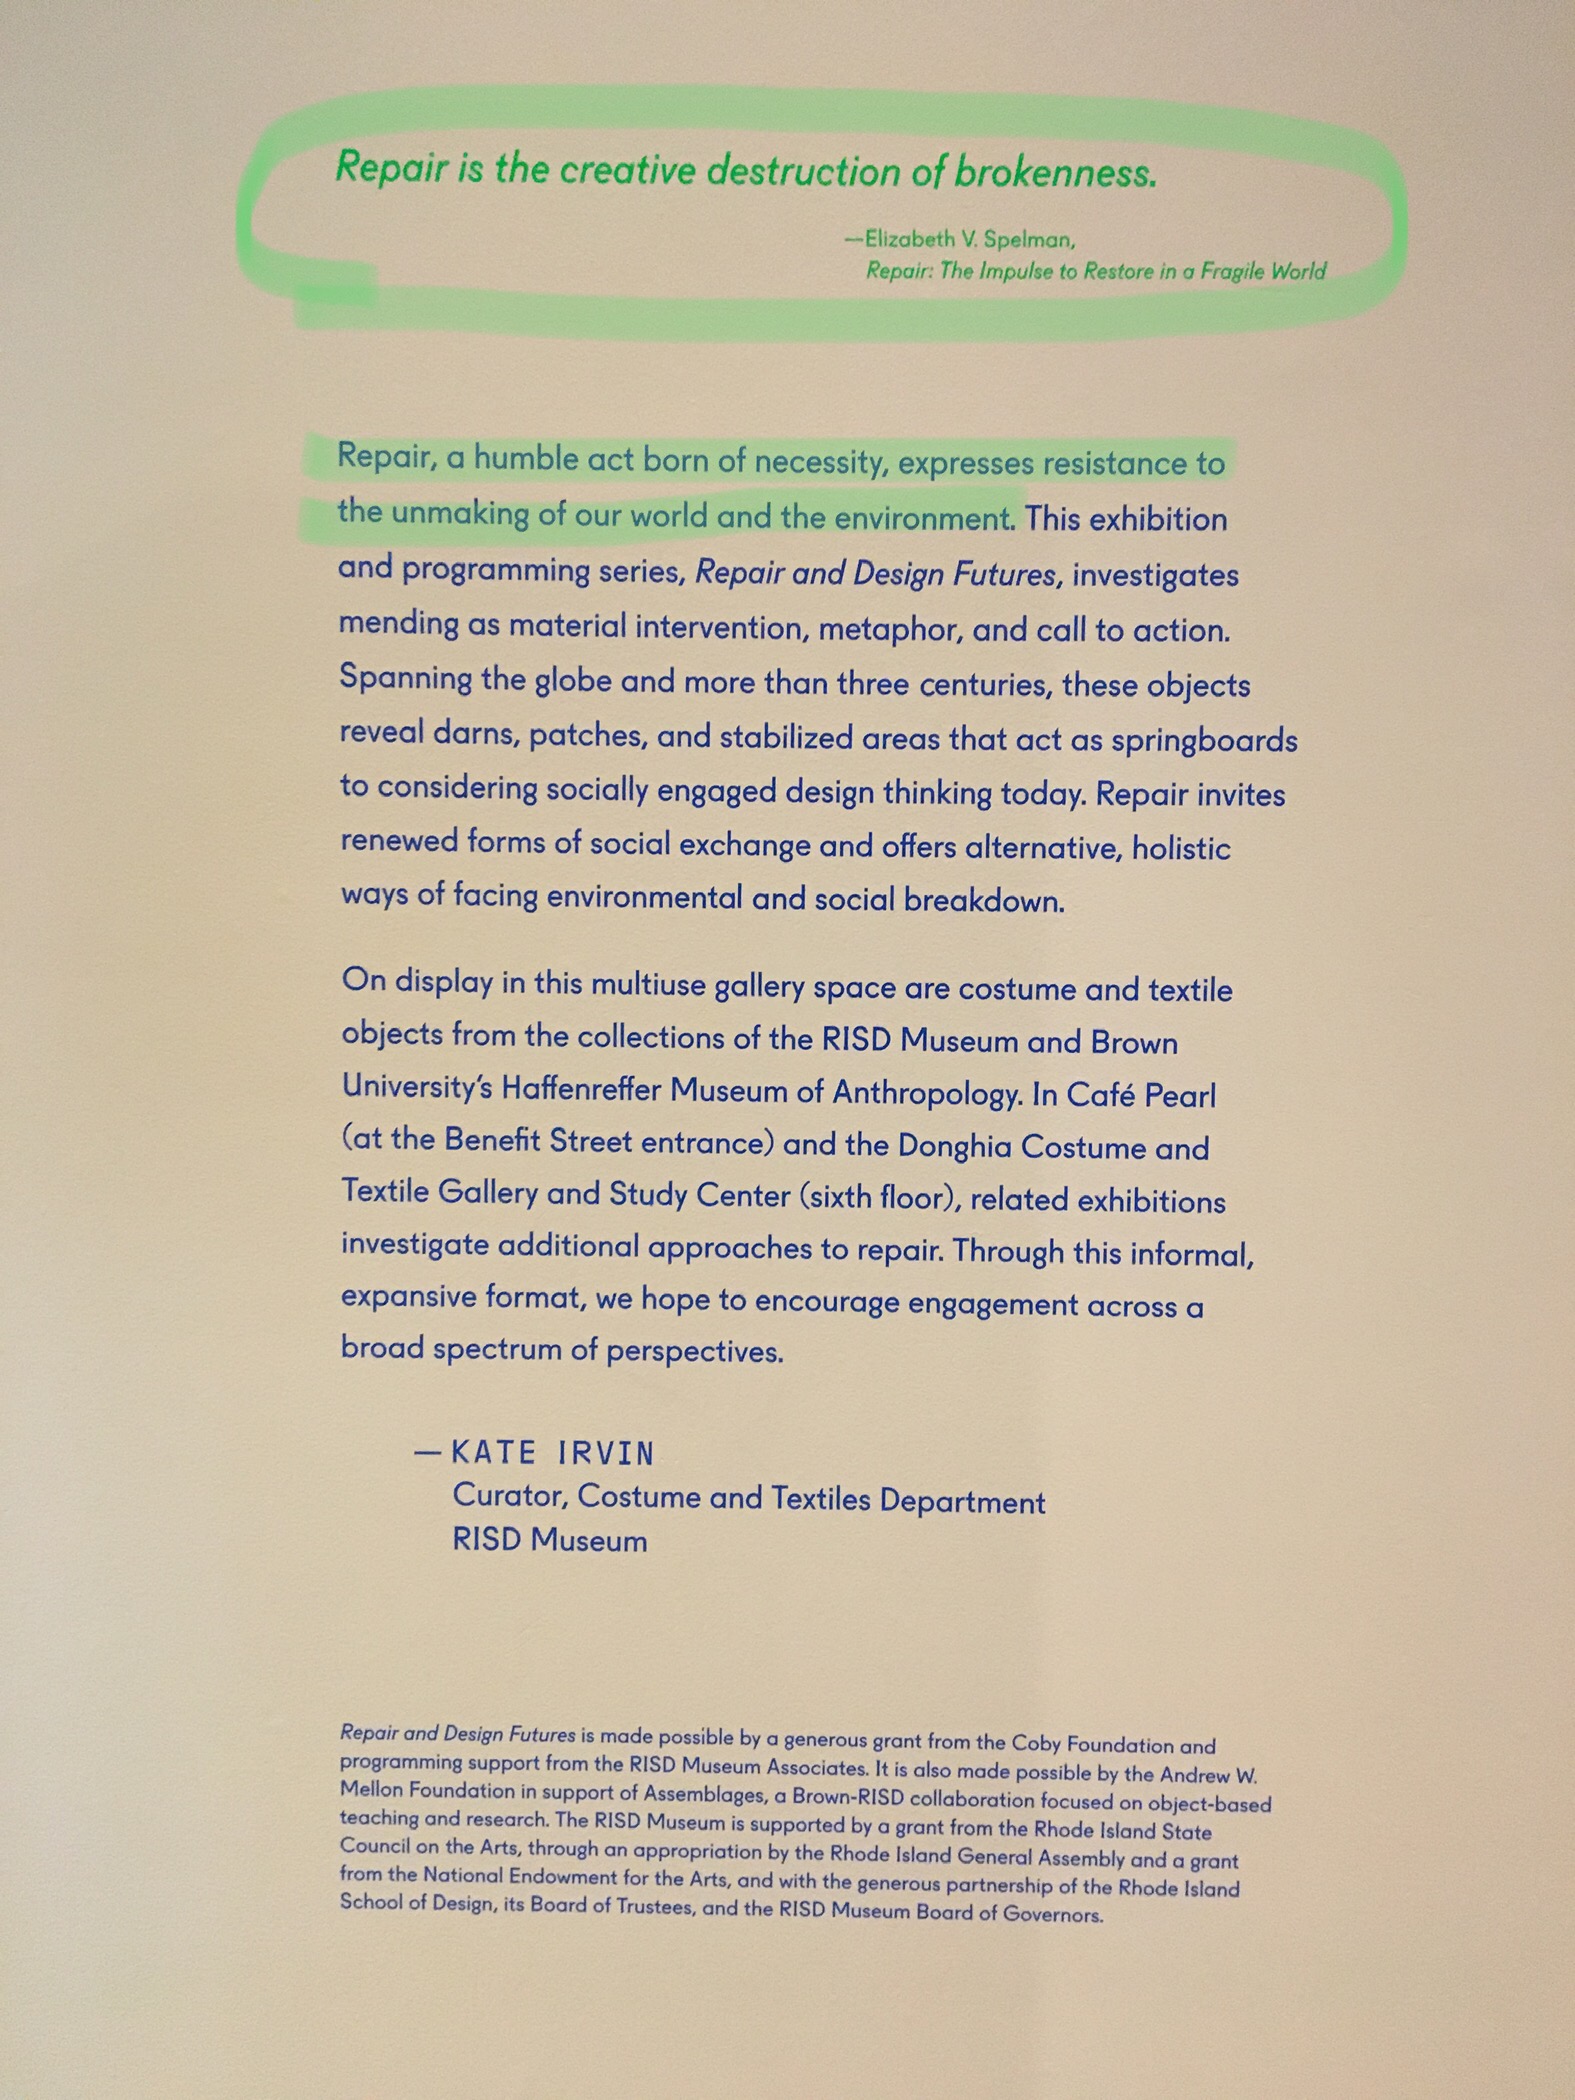 Repair is the creative destruction of brokenness.
—Elizabeth V. Spelman,
Repair: The Impulse to Restore in a Fragile World
Repair, a humble act born of necessity, expresses resistance to
the unmaking of our world and the environment. This exhibition
and programming series, Repair and Design Futures, investigates
mending as material intervention, metaphor, and call to action.
Spanning the globe and more than three centuries, these objects
reveal darns, patches, and stabilized areas that act as springboards
to considering socially engaged design thinking today. Repair invites
renewed forms of social exchange and offers alternative, holistic
ways of facing environmental and social breakdown.
On display in this multiuse gallery space are costume and textile
objects from the collections of the RISD Museum and Brown
University's Haffenreffer Museum of Anthropology. In Café Pearl
(at the Benefit Street entrance) and the Donghia Costume and
Textile Gallery and Study Center (sixth floor), related exhibitions
investigate additional approaches to repair. Through this informal,
expansive format, we hope to encourage engagement across a
broad spectrum of perspectives.
— KATE IRVIN
Curator, Costume and Textiles Department
RISD Museum
Repair and Design Futures is made possible by a generous grant from the Coby Foundation and
programming support from the RISD Museum Associates. It is also made possible by the Andrew W.
Mellon Foundation in support of Assemblages, a Brown-RISD collaboration focused on object-based
teaching and research. The RISD Museum is supported by a grant from the Rhode Island State
Council on the Arts, through an appropriation by the Rhode Island General Assembly and a grant
from the National Endowment for the Arts, and with the generous partnership of the Rhode Island
School of Design, its Board of Trustees, and the RISD Museum Board of Governors.